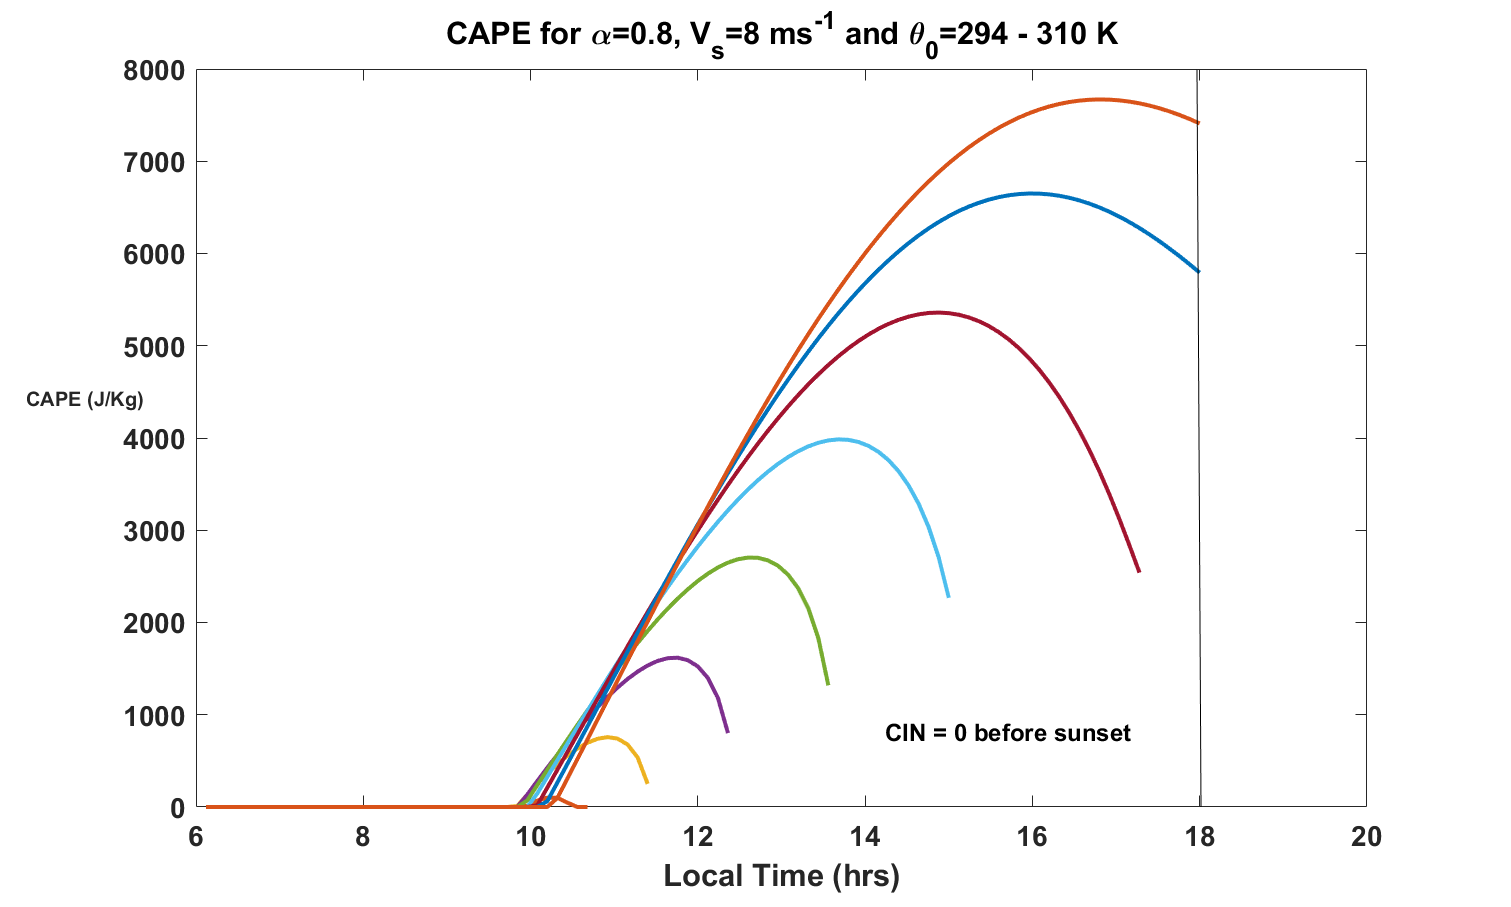 CAPE for α=0.8, Vs=8 ms-1 and θ0=294 - 310 K
8000
7000
6000
5000
CAPE (J/Kg)
4000
3000
2000
1000
0
CIN = 0 before sunset
6 8 10 12 14 16 18 20
Local Time (hrs)